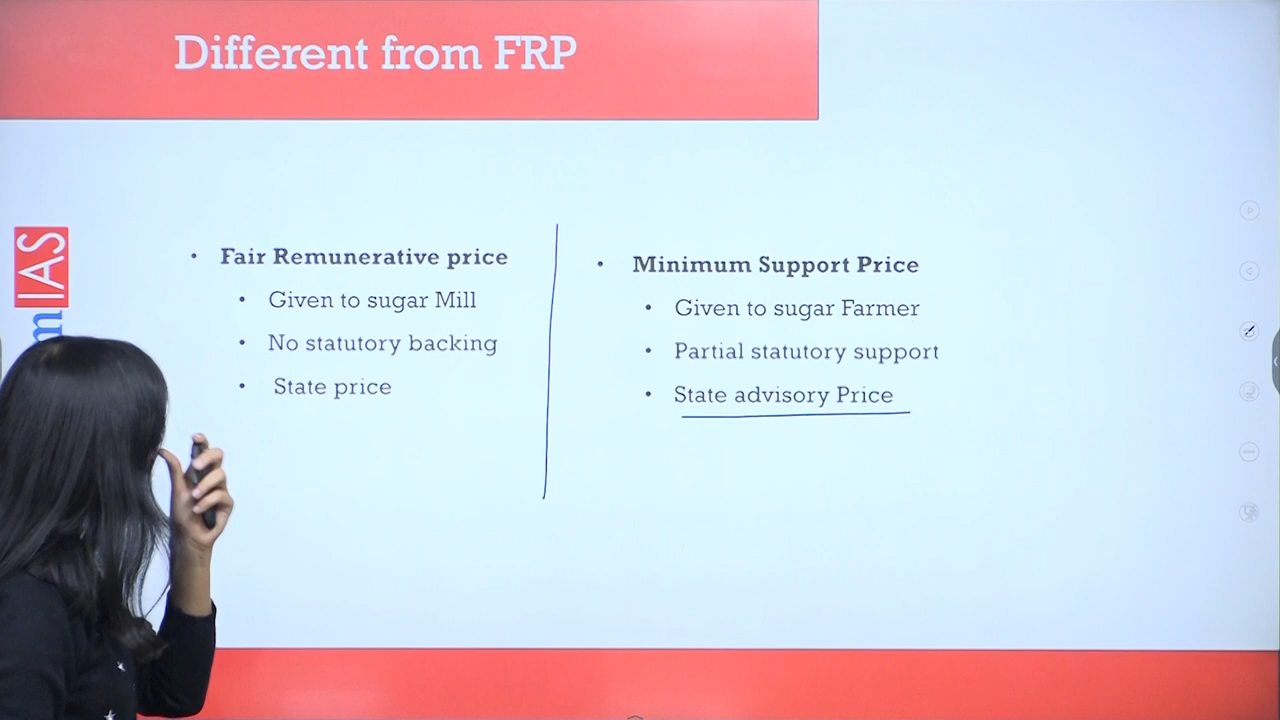 Different from FRP
IAS
• Fair Remunerative price
• Given to sugar Mill
• No statutory backing
• State price
• Minimum Support Price
• Given to sugar Farmer
• Partial statutory support
• State advisory Price